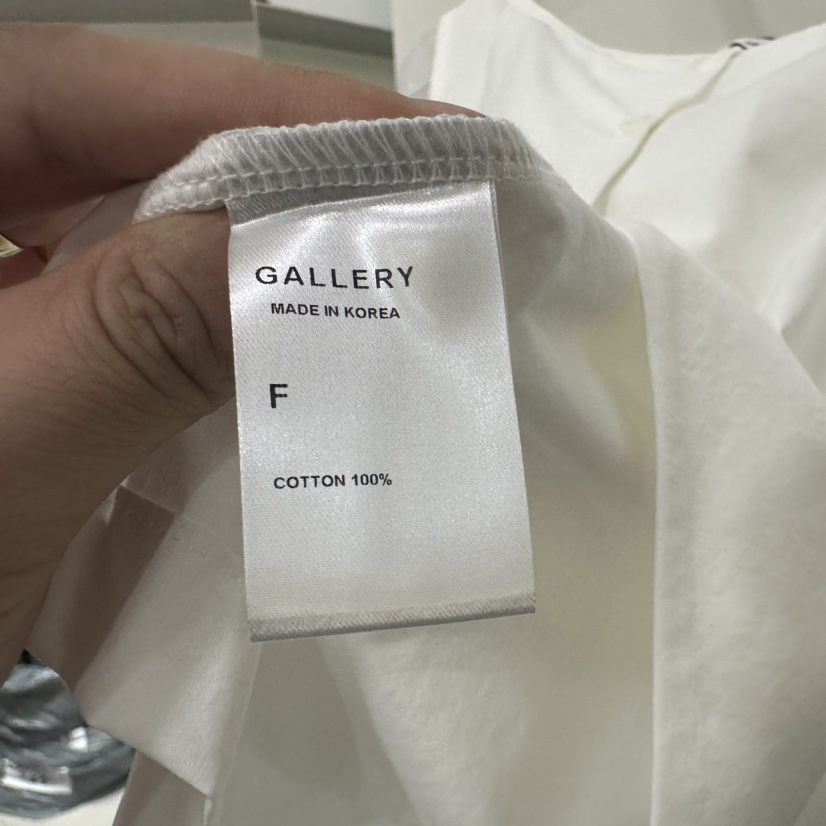 GALLERY
MADE IN KOREA
F
COTTON 100%